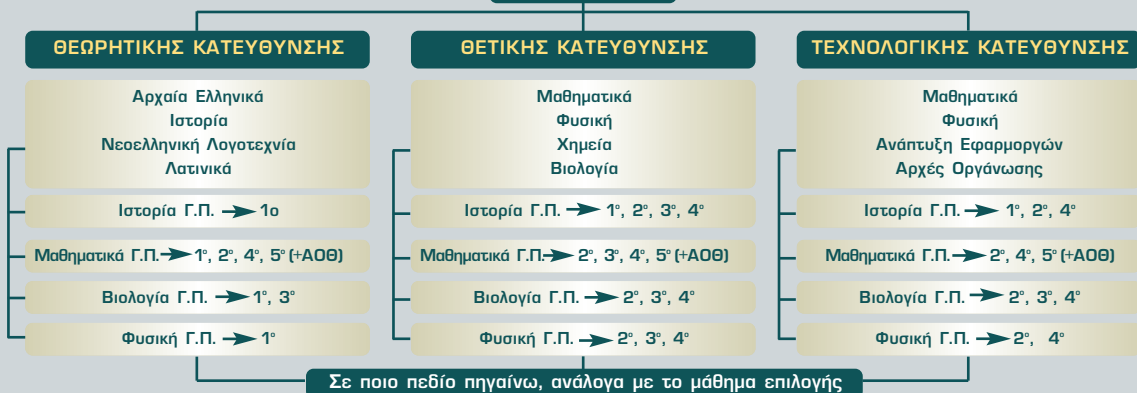 ΘΕΩΡΗΤΙΚΗΣ ΚΑΤΕΥΘΥΝΣΗΣ
Αρχαία Ελληνικά
Ιστορία
Νεοελληνική Λογοτεχνία
Λατινικά
Ιστορία Γ.Π. → 1ο
Μαθηματικά Γ.Π. → 1°, 2°, 4°, 5° (+ΑΟΘ)
Βιολογία Γ.Π. → 1°, 3°
Φυσική Γ.Π. → 1°
ΘΕΤΙΚΗΣ ΚΑΤΕΥΘΥΝΣΗΣ
Μαθηματικά
Φυσική
Χημεία
Βιολογία
Ιστορία Γ.Π. → 1°, 2°, 3°, 4°
Μαθηματικά Γ.Π. → 2°, 3°, 4°, 5° (+ΑΟΘ)
Βιολογία Γ.Π. → 2°, 3°, 4°
Φυσική Γ.Π. → 2°, 3°, 4°
ΤΕΧΝΟΛΟΓΙΚΗΣ ΚΑΤΕΥΘΥΝΣΗΣ
Μαθηματικά
Φυσική
Ανάπτυξη Εφαρμοργών
Αρχές Οργάνωσης
Ιστορία Γ.Π. → 1°, 2°, 4°
Μαθηματικά Γ.Π. → 2°, 4°, 5° (+ΑΟΘ)
Βιολογία Γ.Π. → 2°, 3°, 4°
Φυσική Γ.Π. → 2°, 4°
Σε ποιο πεδίο πηγαίνω, ανάλογα με το μάθημα επιλογής